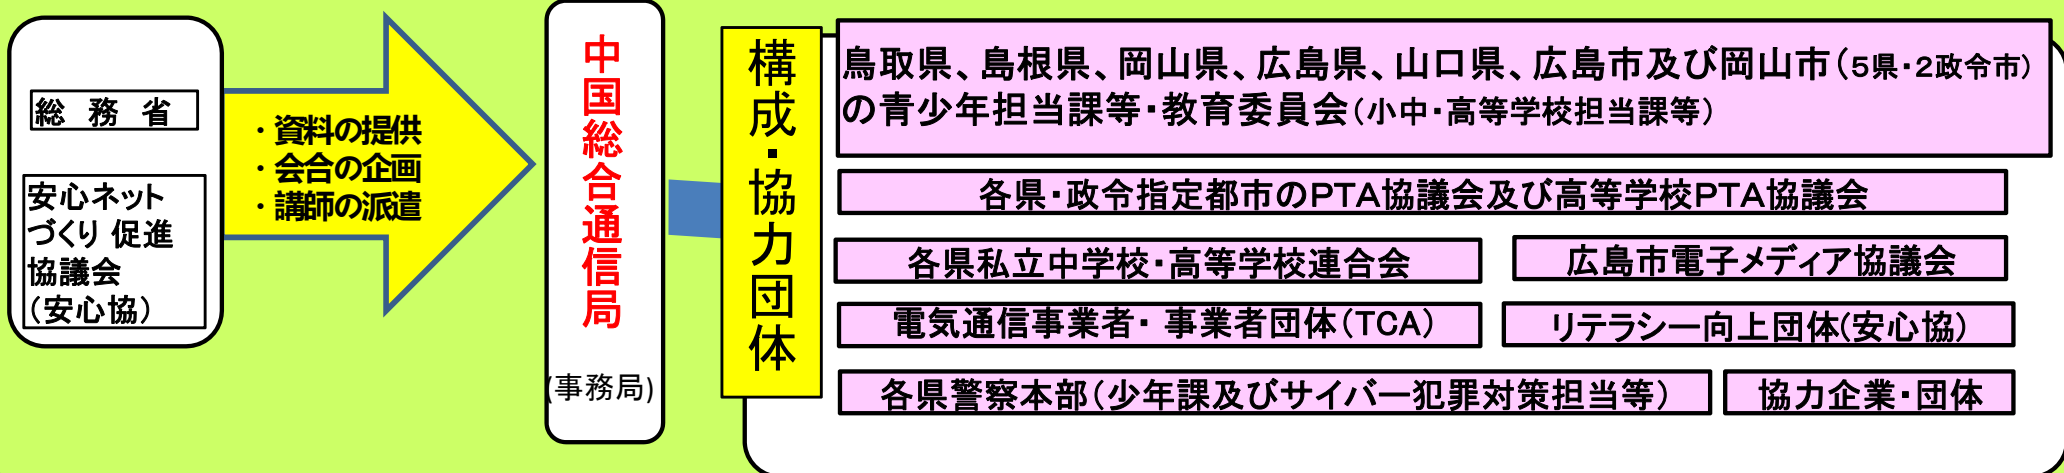 総 務 省
安心ネット
づくり 促進
協議会
(安心協)
・資料の提供
・会合の企画
・講師の派遣
中国総合通信局
(事務局)
構成・協力団体
鳥取県、島根県、岡山県、広島県、山口県、広島市及び岡山市(5県・2政令市)
の青少年担当課等・教育委員会(小中・高等学校担当課等)
各県・政令指定都市のPTA協議会及び高等学校PTA協議会
各県私立中学校・高等学校連合会
広島市電子メディア協議会
電気通信事業者・ 事業者団体(TCA)
リテラシー向上団体(安心協)
各県警察本部(少年課及びサイバー犯罪対策担当等)
協力企業・団体